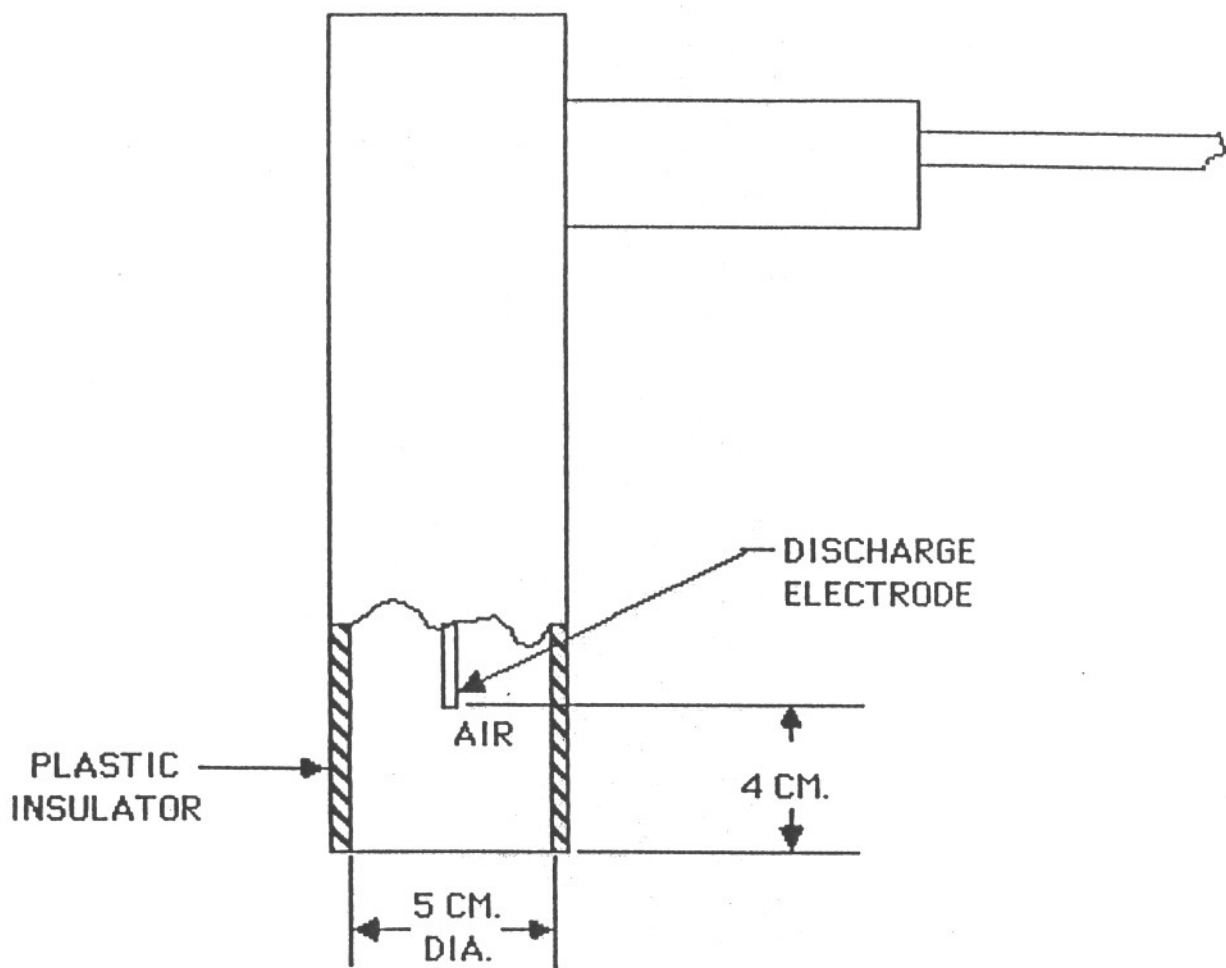 DISCHARGE
ELECTRODE
AIR
PLASTIC
INSULATOR
4 CM.
5 CM.
DIA.